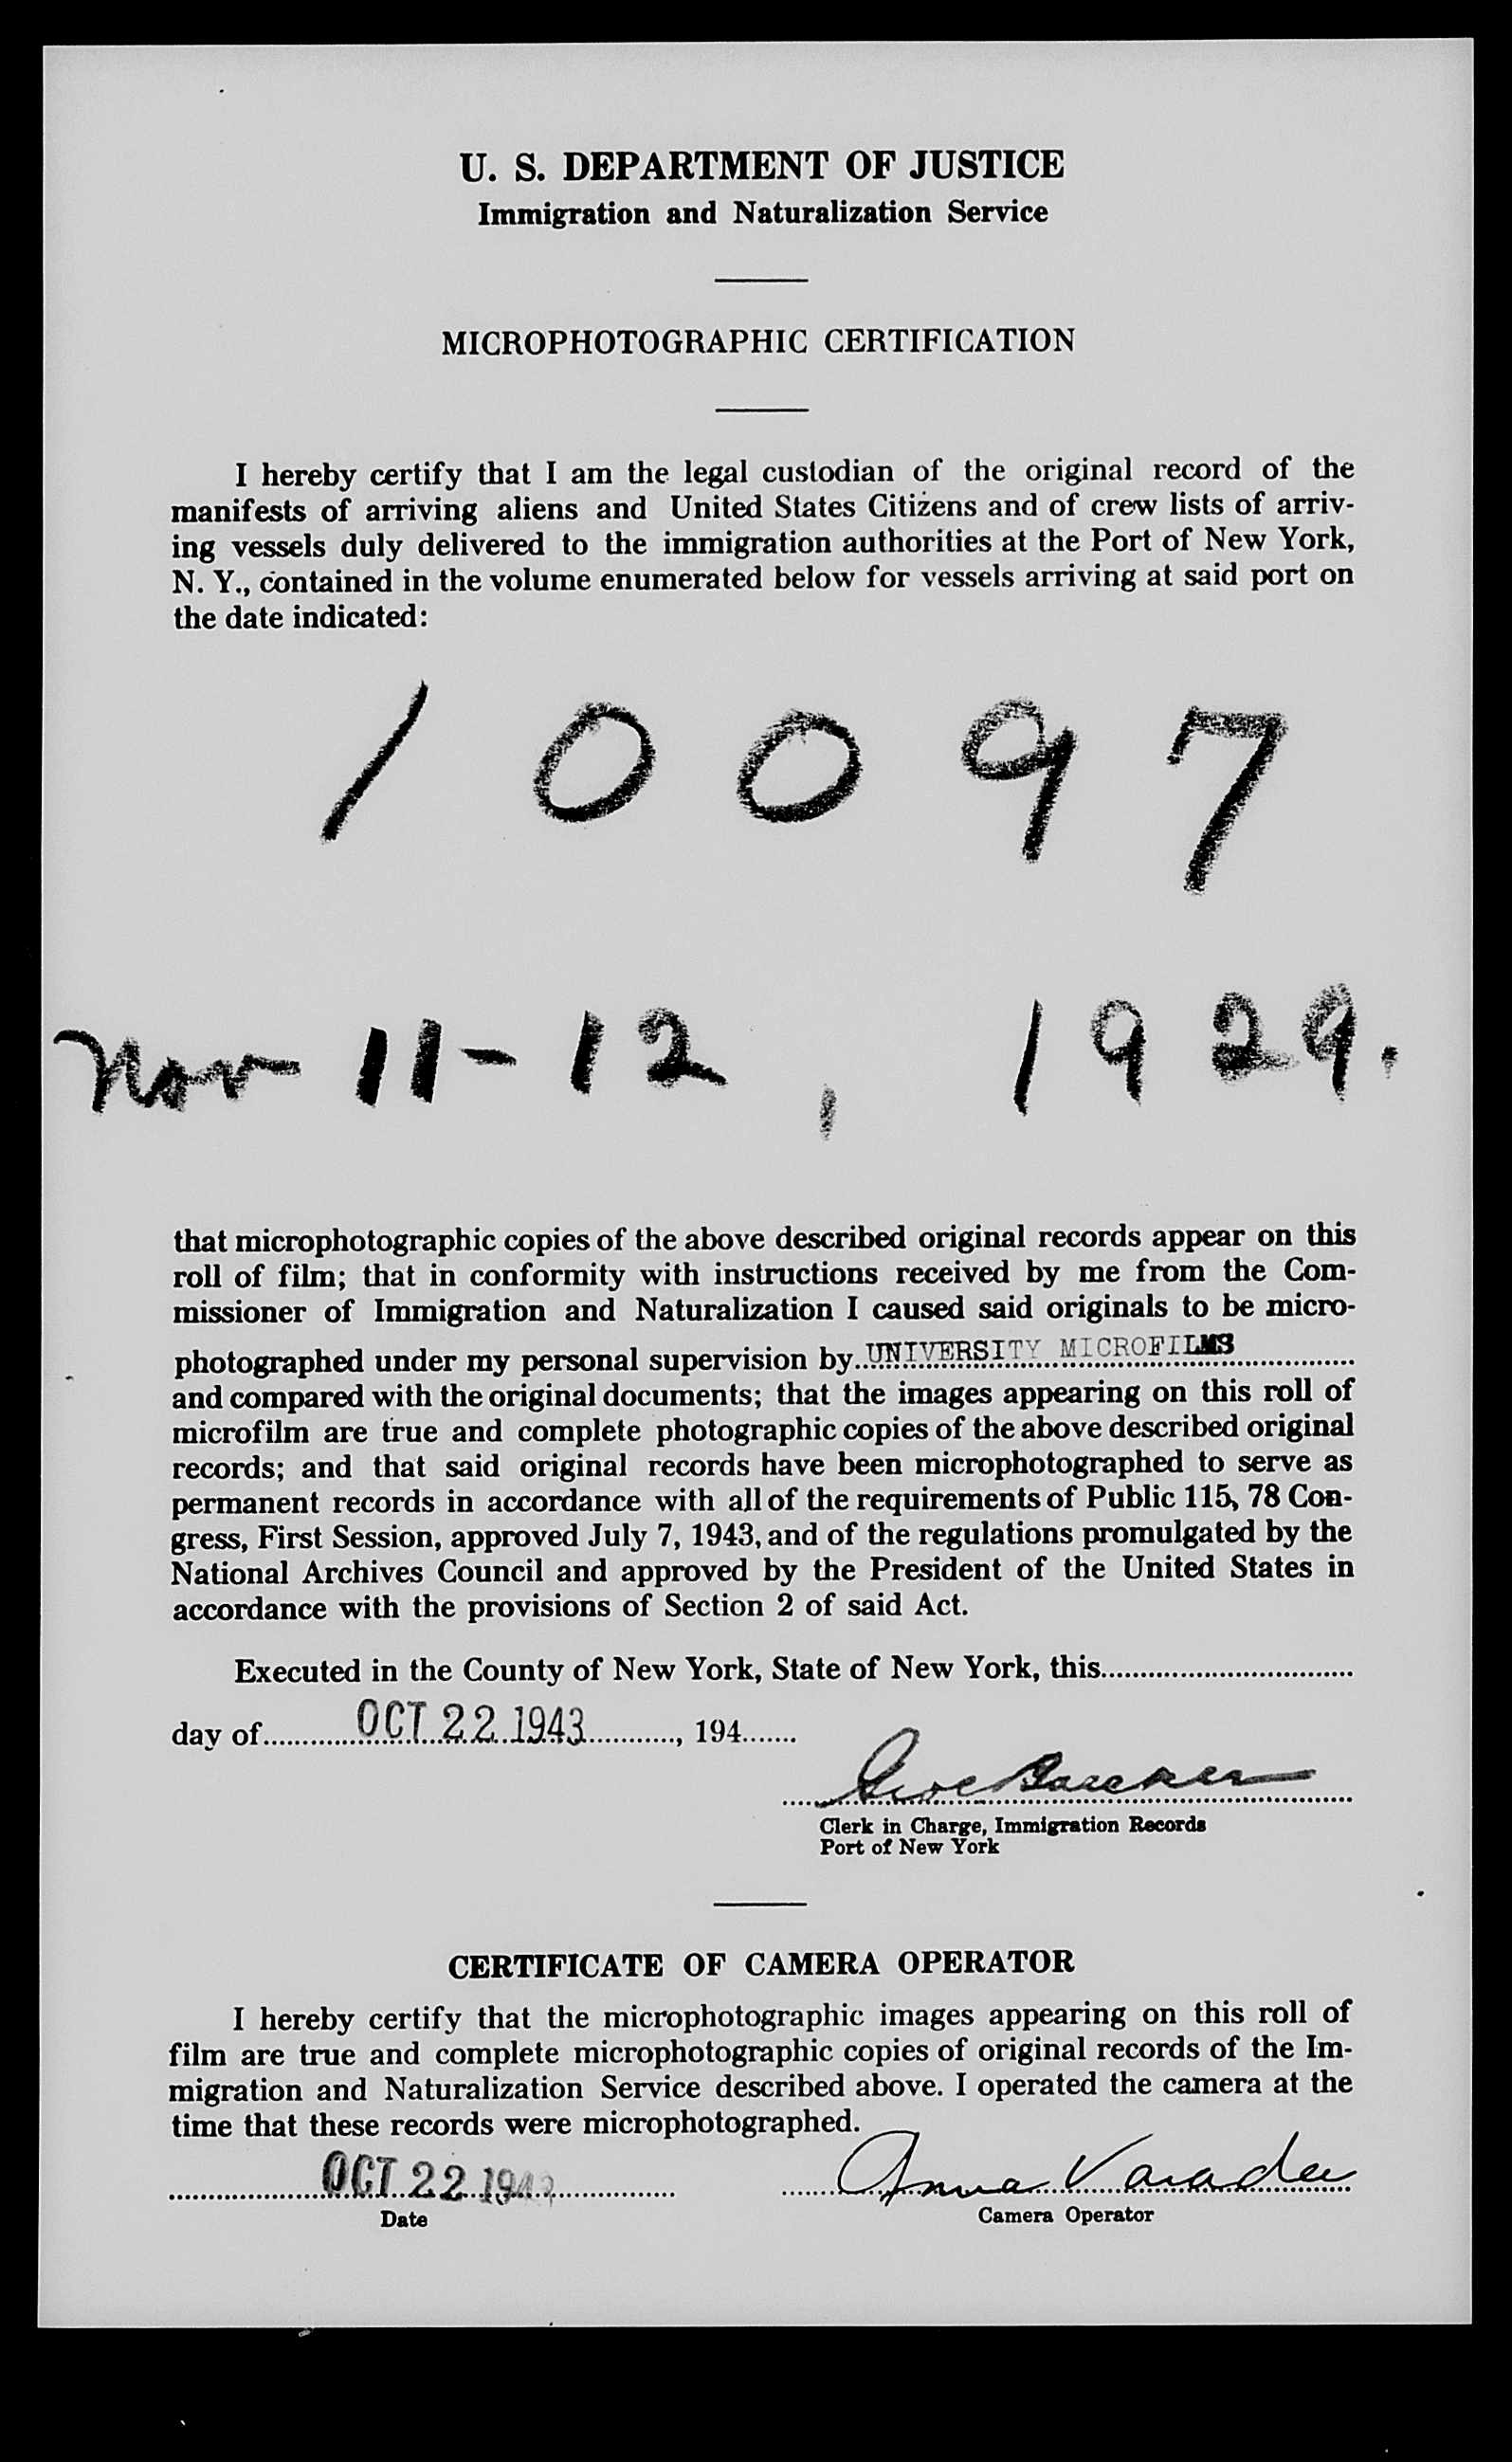 U. S. DEPARTMENT OF JUSTICE
Immigration and Naturalization Service
MICROPHOTOGRAPHIC CERTIFICATION
I hereby certify that I am the legal custodian of the original record of the
manifests of arriving aliens and United States Citizens and of crew lists of arriv-
ing vessels duly delivered to the immigration authorities at the Port of New York,
N. Y., contained in the volume enumerated below for vessels arriving at said port on
the date indicated:
10097
Nov 11-12, 1929.
that microphotographic copies of the above described original records appear on this
roll of film; that in conformity with instructions received by me from the Com-
missioner of Immigration and Naturalization I caused said originals to be micro-
photographed under my personal supervision by..UNIVERSITY MICROFILMS
and compared with the original documents; that the images appearing on this roll of
microfilm are true and complete photographic copies of the above described original
records; and that said original records have been microphotographed to serve as
permanent records in accordance with all of the requirements of Public 115, 78 Con-
gress, First Session, approved July 7, 1943, and of the regulations promulgated by the
National Archives Council and approved by the President of the United States in
accordance with the provisions of Section 2 of said Act.
Executed in the County of New York, State of New York, this
day of OCT 22 1943, 194
Clerk in Charge, Immigration Records
Port of New York
CERTIFICATE OF CAMERA OPERATOR
I hereby certify that the microphotographic images appearing on this roll of
film are true and complete microphotographic copies of original records of the Im-
migration and Naturalization Service described above. I operated the camera at the
time that these records were microphotographed.
OCT 22 1943 Anna
Date Camera Operator